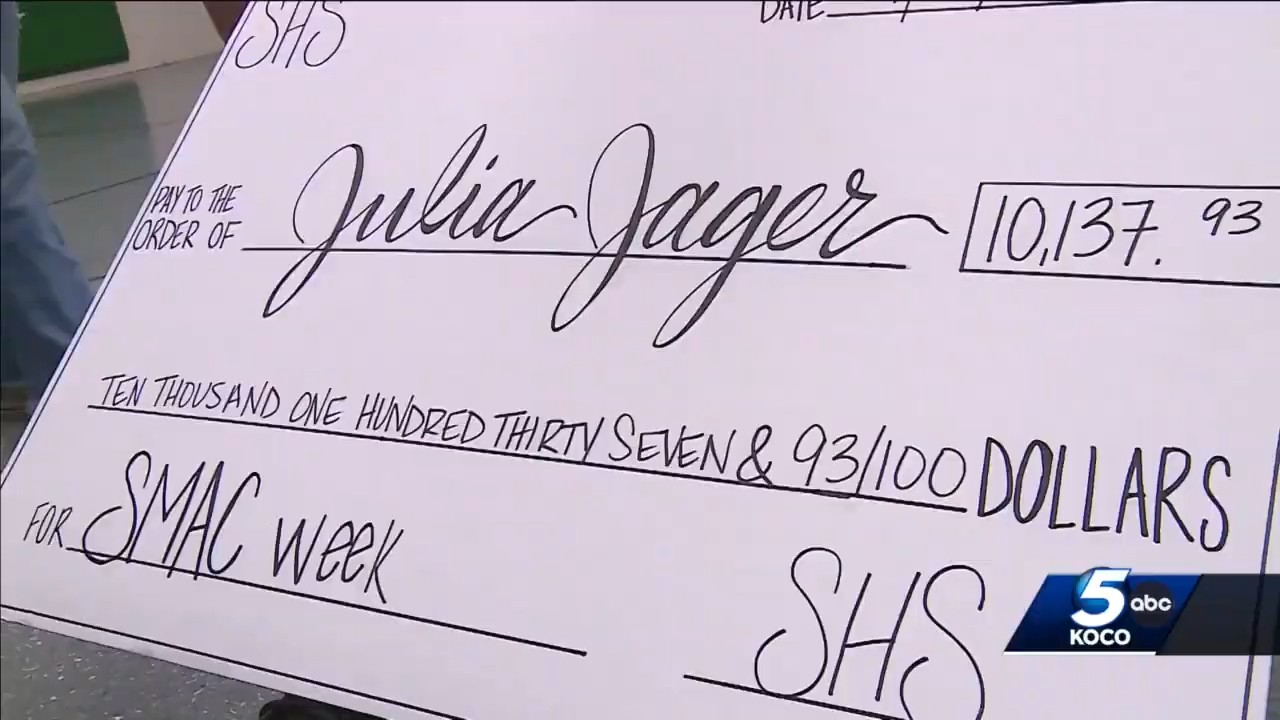 SHS
DATE
PAY TO THE ORDER OF Julia Jager 10,137.93
TEN THOUSAND ONE HUNDRED THIRTY SEVEN & 93/100 DOLLARS
FOR SMAC week
SHS
5 abc
KOCO